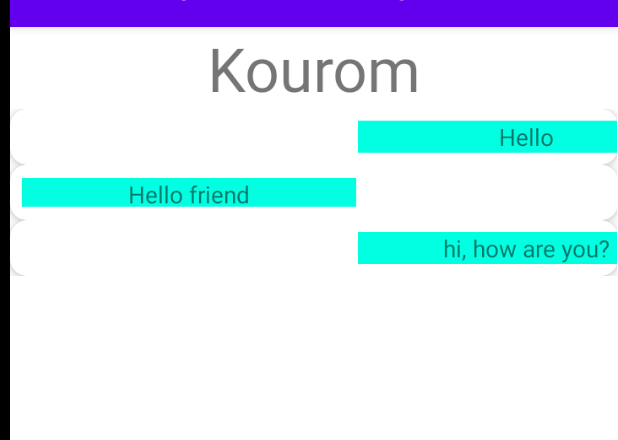 Kourom
Hello
Hello friend
hi, how are you?